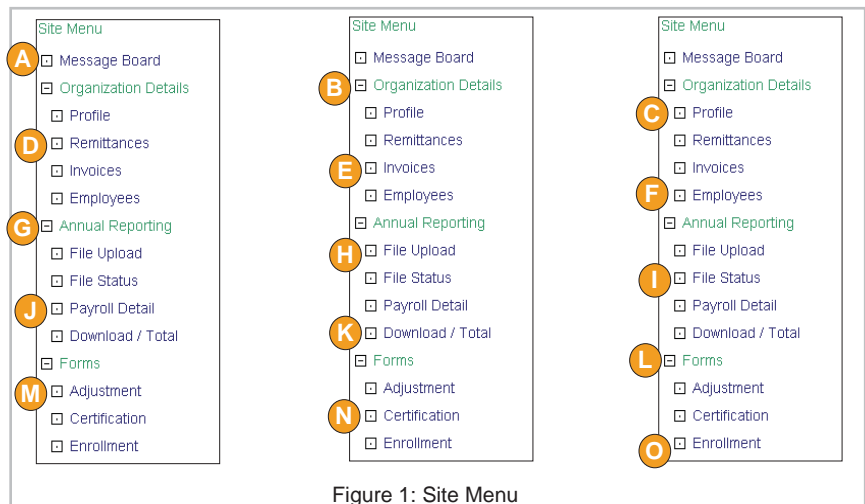 Site Menu
A Message Board
Organization Details
Profile
D Remittances
Invoices
Employees
G Annual Reporting
File Upload
File Status
J Payroll Detail
Download / Total
Forms
M Adjustment
Certification
Enrollment
Site Menu
Message Board
B Organization Details
Profile
Remittances
E Invoices
Employees
Annual Reporting
H File Upload
File Status
Payroll Detail
K Download / Total
Forms
Adjustment
N Certification
Enrollment
Site Menu
Message Board
Organization Details
C Profile
Remittances
Invoices
F Employees
Annual Reporting
File Upload
I File Status
Payroll Detail
Download / Total
L Forms
Adjustment
Certification
O Enrollment
Figure 1: Site Menu